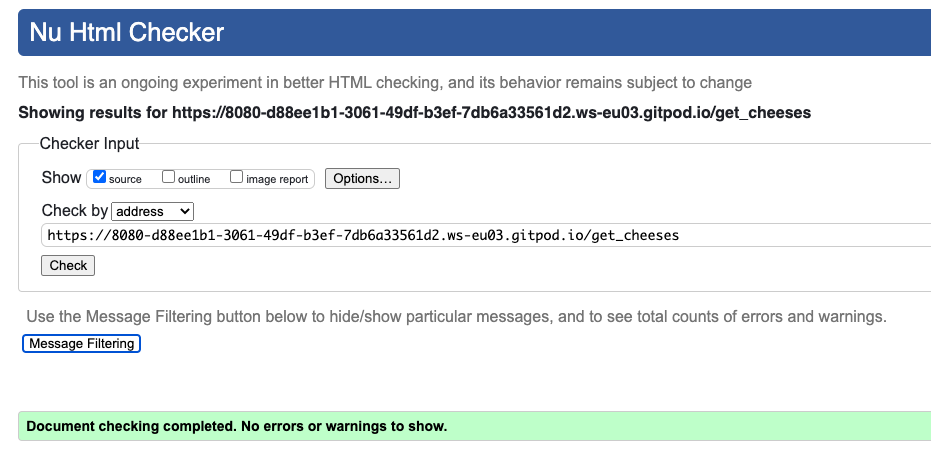 Nu Html Checker
This tool is an ongoing experiment in better HTML checking, and its behavior remains subject to change
Showing results for https://8080-d88ee1b1-3061-49df-b3ef-7db6a33561d2.ws-eu03.gitpod.io/get_cheeses
Checker Input
Show source outline image report Options...
Check by address
https://8080-d88ee1b1-3061-49df-b3ef-7db6a33561d2.ws-eu03.gitpod.io/get_cheeses
Check
Use the Message Filtering button below to hide/show particular messages, and to see total counts of errors and warnings.
Message Filtering
Document checking completed. No errors or warnings to show.